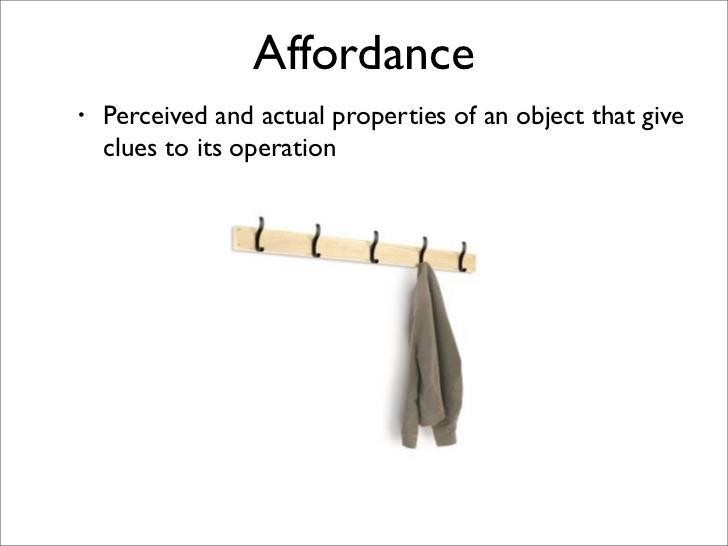 Affordance
• Perceived and actual properties of an object that give
clues to its operation